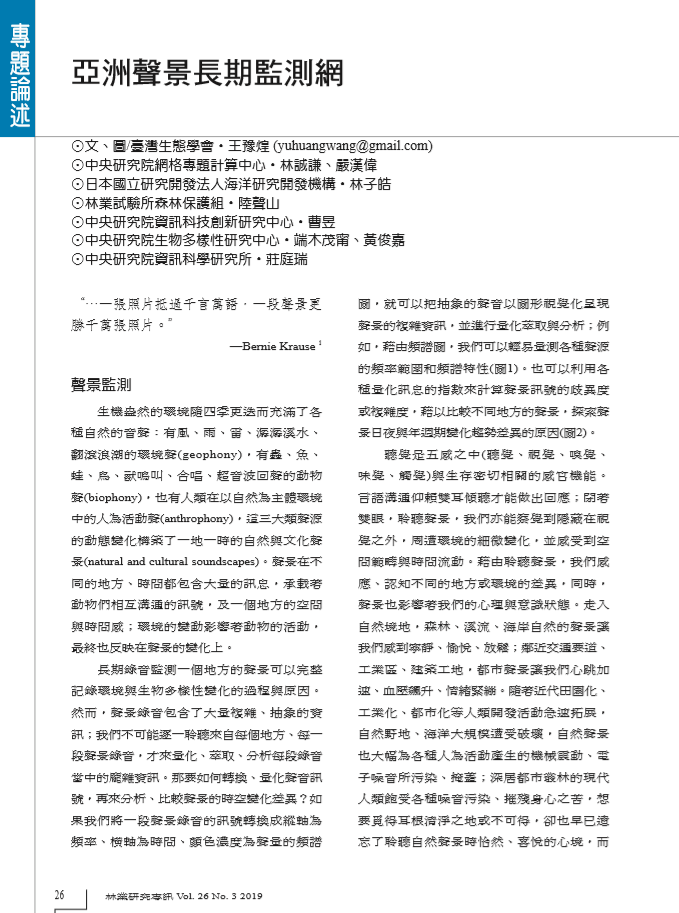 專題論述
亞洲聲景長期監測網
⊙文、圖/臺灣生態學會‧王豫煌 (yuhuangwang@gmail.com)
⊙中央研究院網格專題計算中心‧林誠謙、嚴漢偉
⊙日本國立研究開發法人海洋研究開發機構‧林子皓
⊙林業試驗所森林保護組‧陸聲山
⊙中央研究院資訊科技創新研究中心‧曹昱
⊙中央研究院生物多樣性研究中心‧端木茂甯、黃俊嘉
⊙中央研究院資訊科學研究所‧莊庭瑞
“…一張照片抵過千言萬語，一段聲景更
勝千萬張照片。”
—Bernie Krause 1
聲景監測
生機盎然的環境隨四季更迭而充滿了各
種自然的音聲：有風、雨、雷、潺潺溪水、
翻滾浪潮的環境聲(geophony)，有蟲、魚、
蛙、鳥、獸鳴叫、合唱、超音波回聲的動物
聲(biophony)，也有人類在以自然為主體環境
中的人為活動聲(anthrophony)，這三大類聲源
的動態變化構築了一地一時的自然與文化聲
景(natural and cultural soundscapes)。聲景在不
同的地方、時間都包含大量的訊息，承載著
動物們相互溝通的訊號，及一個地方的空間
與時間感；環境的變動影響著動物的活動，
最終也反映在聲景的變化上。
長期錄音監測一個地方的聲景可以完整
記錄環境與生物多樣性變化的過程與原因。
然而，聲景錄音包含了大量複雜、抽象的資
訊；我們不可能逐一聆聽來自每個地方、每一
段聲景錄音，才來量化、萃取、分析每段錄音
當中的龐雜資訊。那要如何轉換、量化聲音訊
號，再來分析、比較聲景的時空變化差異？如
果我們將一段聲景錄音的訊號轉換成縱軸為
頻率、橫軸為時間、顏色濃度為聲量的頻譜
圖，就可以把抽象的聲音以圖形視覺化呈現
聲景的複雜資訊，並進行量化萃取與分析；例
如，藉由頻譜圖，我們可以輕易量測各種聲源
的頻率範圍和頻譜特性(圖1)。也可以利用各
種量化訊息的指數來計算聲景訊號的歧異度
或複雜度，藉以比較不同地方的聲景，探索聲
景日夜與年週期變化趨勢差異的原因(圖2)。
聽覺是五感之中(聽覺、視覺、嗅覺、
味覺、觸覺)與生存密切相關的感官機能。
言語溝通仰賴雙耳傾聽才能做出回應；閉著
雙眼，聆聽聲景，我們亦能察覺到隱藏在視
覺之外，周遭環境的細微變化，並感受到空
間範疇與時間流動。藉由聆聽聲景，我們感
應、認知不同的地方或環境的差異，同時，
聲景也影響著我們的心理與意識狀態。走入
自然境地，森林、溪流、海岸自然的聲景讓
我們感到寧靜、愉悅、放鬆；鄰近交通要道、
工業區、建築工地，都市聲景讓我們心跳加
速、血壓飆升、情緒緊繃。隨著近代田園化、
工業化、都市化等人類開發活動急速拓展，
自然野地、海洋大規模遭受破壞，自然聲景
也大幅為各種人為活動產生的機械震動、電
子噪音所污染、掩蓋；深居都市叢林的現代
人類飽受各種噪音污染、摧殘身心之苦，想
要覓得耳根清淨之地或不可得，卻也早已遺
忘了聆聽自然聲景時怡然、喜悅的心境，而
26
林業研究專訊 Vol. 26 No. 3 2019